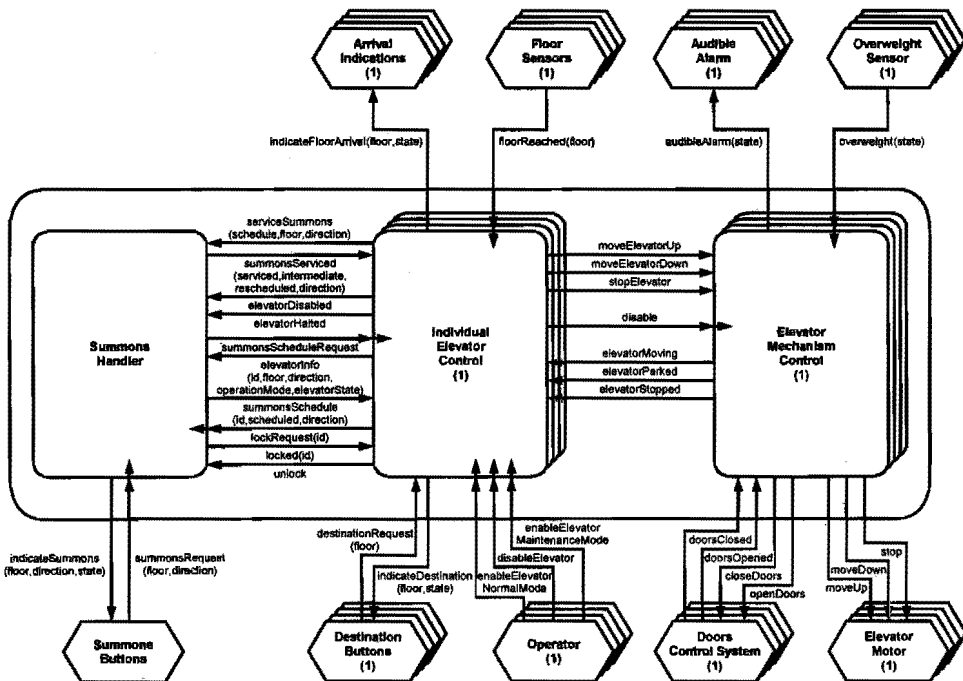 Arrival
Indications
(1)
Floor
Sensors
(1)
Audible
Alarm
(1)
Overweight
Sensor
(1)
indicateFloorArrival(floor,state)
floorReached(floor)
audibleAlarm(state)
overweight(state)
serviceSummons
(schedule,floor,direction)
summonsServiced
(serviced,intermediate,
rescheduled,direction)
elevatorDisabled
elevatorHalted
summonsScheduleRequest
elevatorInfo
(id,floor,direction,
operationMode,elevatorState)
summonsSchedule
(id,scheduled,direction)
lockRequest(id)
locked(id)
unlock
Summons
Handler
Individual
Elevator
Control
(1)
moveElevatorUp
moveElevatorDown
stopElevator
disable
elevatorMoving
elevatorParked
elevatorStopped
Elevator
Mechanism
Control
(1)
indicateSummons
(floor,direction,state)
summonsRequest
(floor,direction)
destinationRequest
(floor)
indicateDestination
(floor,state)
enableElevator
MaintenanceMode
disableElevator
enableElevator
NormalMode
doorsClosed
doorsOpened
closeDoors
openDoors
stop
moveDown
moveUp
Summone
Buttons
Destination
Buttons
(1)
Operator
(1)
Doors
Control System
(1)
Elevator
Motor
(1)